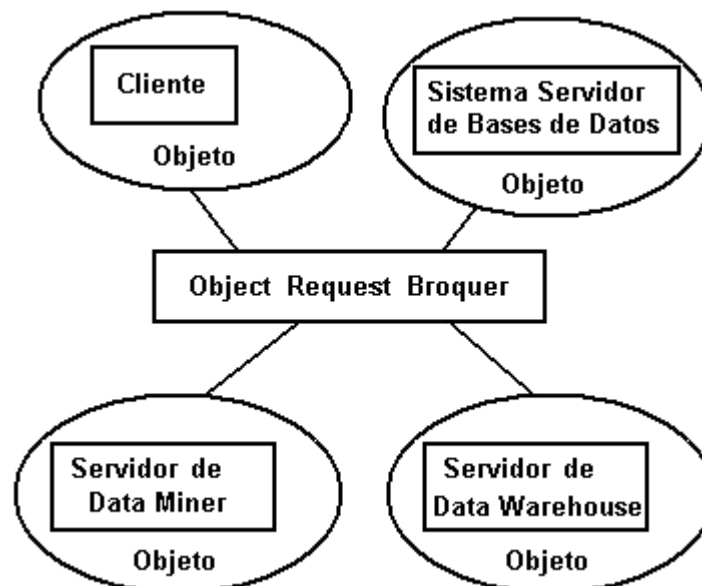 Cliente
Objeto
Sistema Servidor
de Bases de Datos
Objeto
Object Request Broquer
Servidor de
Data Miner
Objeto
Servidor de
Data Warehouse
Objeto